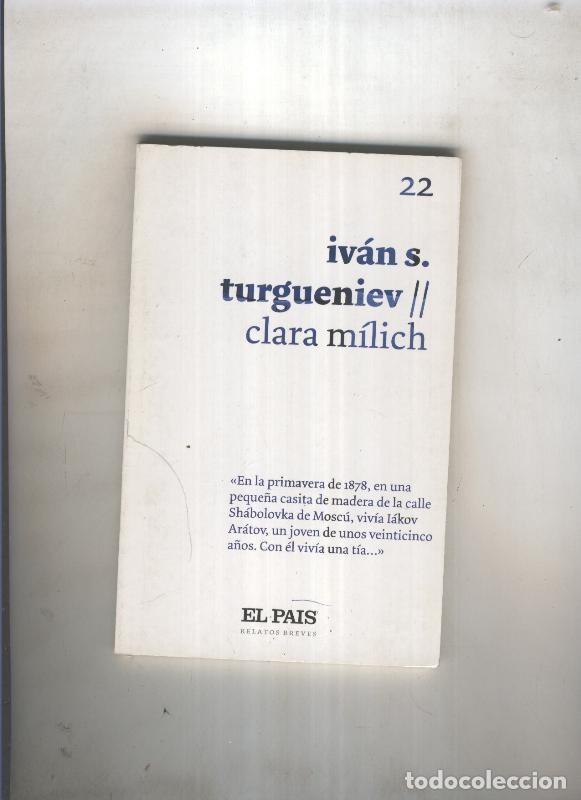 22
iván s.
turgueniev //
clara mílich
«En la primavera de 1878, en una
pequeña casita de madera de la calle
Shábolovka de Moscú, vivía Iákov
Arátov, un joven de unos veinticinco
años. Con él vivía una tía...»
EL PAIS
RELATOS BREVES
todocoleccion